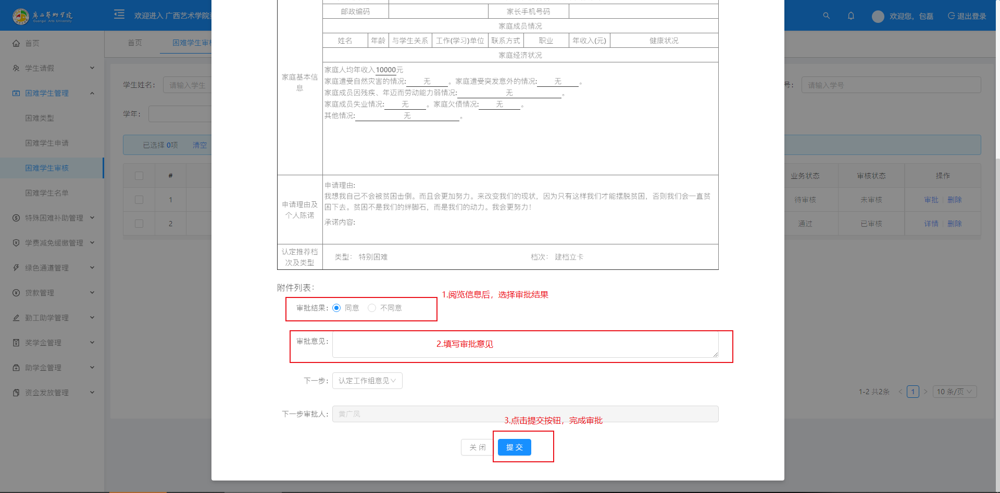 廣西藝術學院
Guangxi Arts University
欢迎进入 广西艺术学院
欢迎您，包磊
退出登录
首页
学生请假
困难学生管理
困难类型
困难学生申请
困难学生审核
困难学生名单
特殊困难补助管理
学费减免缓缴管理
绿色通道管理
贷款管理
勤工助学管理
奖学金管理
助学金管理
资金发放管理
首页
困难学生审核
学生姓名：
请输入学生
号：
请输入学号
学年：
已选择 0项 清空
#
业务状态 审核状态 操作
1
待审核 未审核 审批 删除
2
通过 已审核 详情 删除
1-2 共2条 < 1 > 10 条/页
邮政编码 家长手机号码
家庭成员情况
姓名 年龄 与学生关系 工作(学习)单位 联系方式 职业 年收入(元) 健康状况
家庭经济状况
家庭基本信
息
家庭人均年收入10000元
家庭遭受自然灾害的情况: 无 。家庭遭受突发意外的情况: 无 。
家庭成员因残疾、年迈而劳动能力弱情况: 无 。
家庭成员失业情况: 无 。家庭欠债情况: 无 。
其他情况: 无 。
申请理由及
个人陈诺
申请理由:
我想我自己不会被贫困击倒。而且会更加努力。来改变我们的现状，因为只有这样我们才能摆脱贫困，否则我们会一直贫
困下去。贫困不是我们的绊脚石，而是我们的动力。我会更努力！
承诺内容:
认定推荐档
次及类型
类型： 特别困难 档次： 建档立卡
附件列表：
1.阅览信息后，选择审批结果
审批结果： 同意 不同意
审批意见：
2.填写审批意见
下一步： 认定工作组意见
下一步审批人： 黄广凤
3.点击提交按钮，完成审批
关 闭 提 交